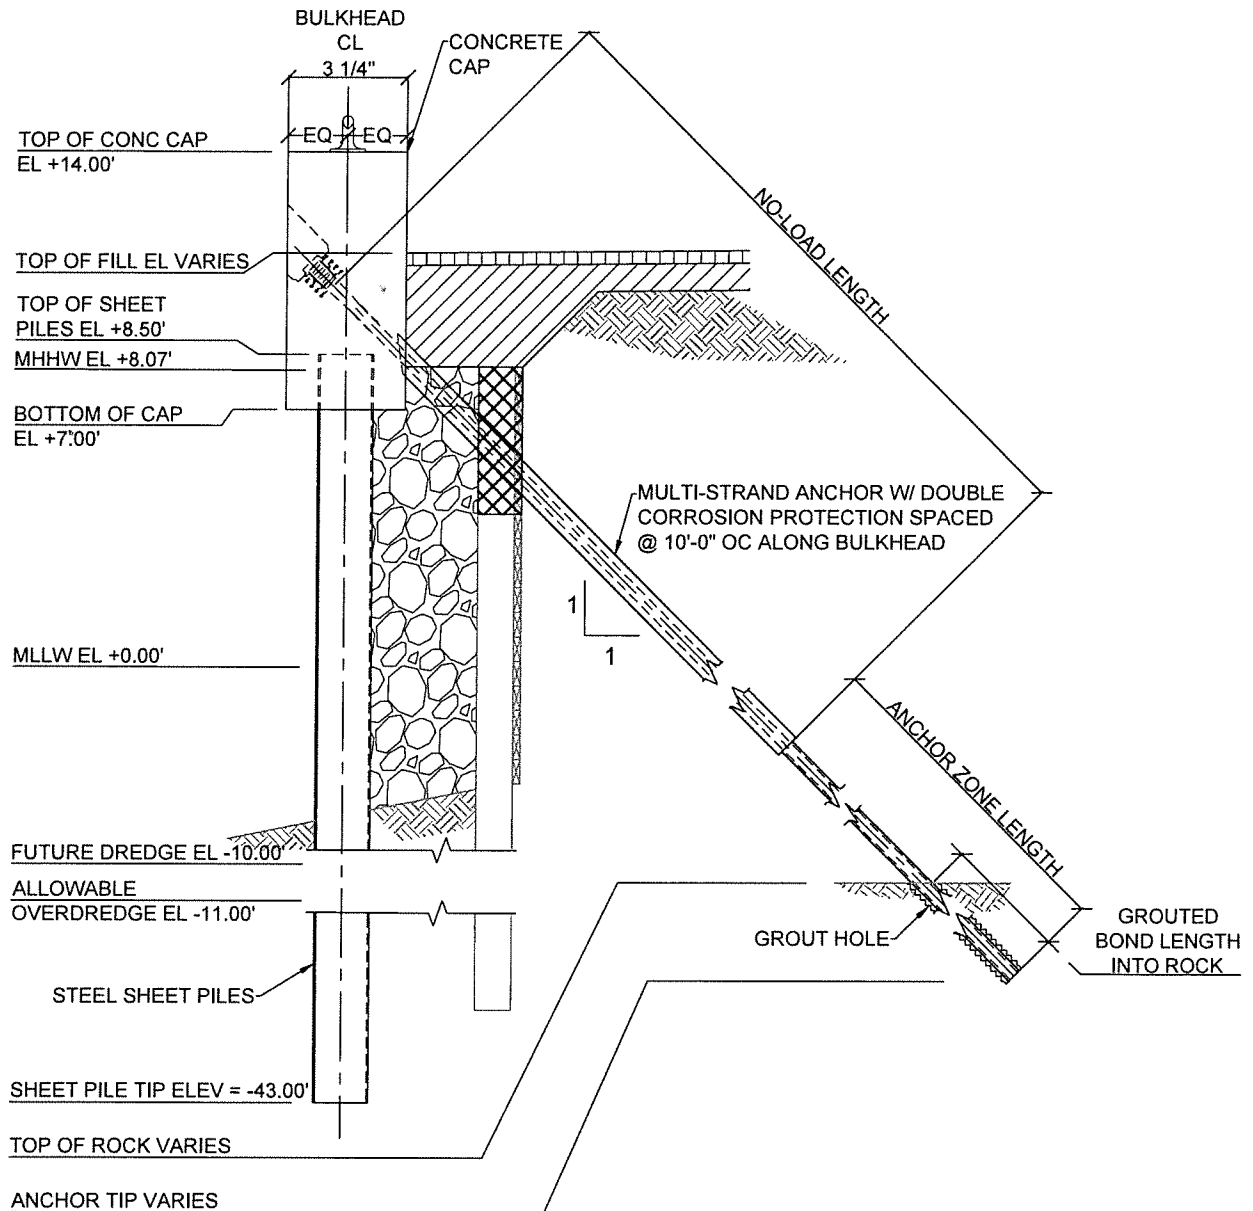 BULKHEAD
CL
3 1/4"
CONCRETE
CAP
EQ EQ
TOP OF CONC CAP
EL +14.00'
NO-LOAD LENGTH
TOP OF FILL EL VARIES
TOP OF SHEET
PILES EL +8.50'
MHHW EL +8.07'
BOTTOM OF CAP
EL +7'.00'
MULTI-STRAND ANCHOR W/ DOUBLE
CORROSION PROTECTION SPACED
@ 10'-0" OC ALONG BULKHEAD
1
1
MLLW EL +0.00'
ANCHOR ZONE LENGTH
FUTURE DREDGE EL -10.00'
ALLOWABLE
OVERDREDGE EL -11.00'
GROUT HOLE
GROUTED
BOND LENGTH
INTO ROCK
STEEL SHEET PILES
SHEET PILE TIP ELEV = -43.00'
TOP OF ROCK VARIES
ANCHOR TIP VARIES